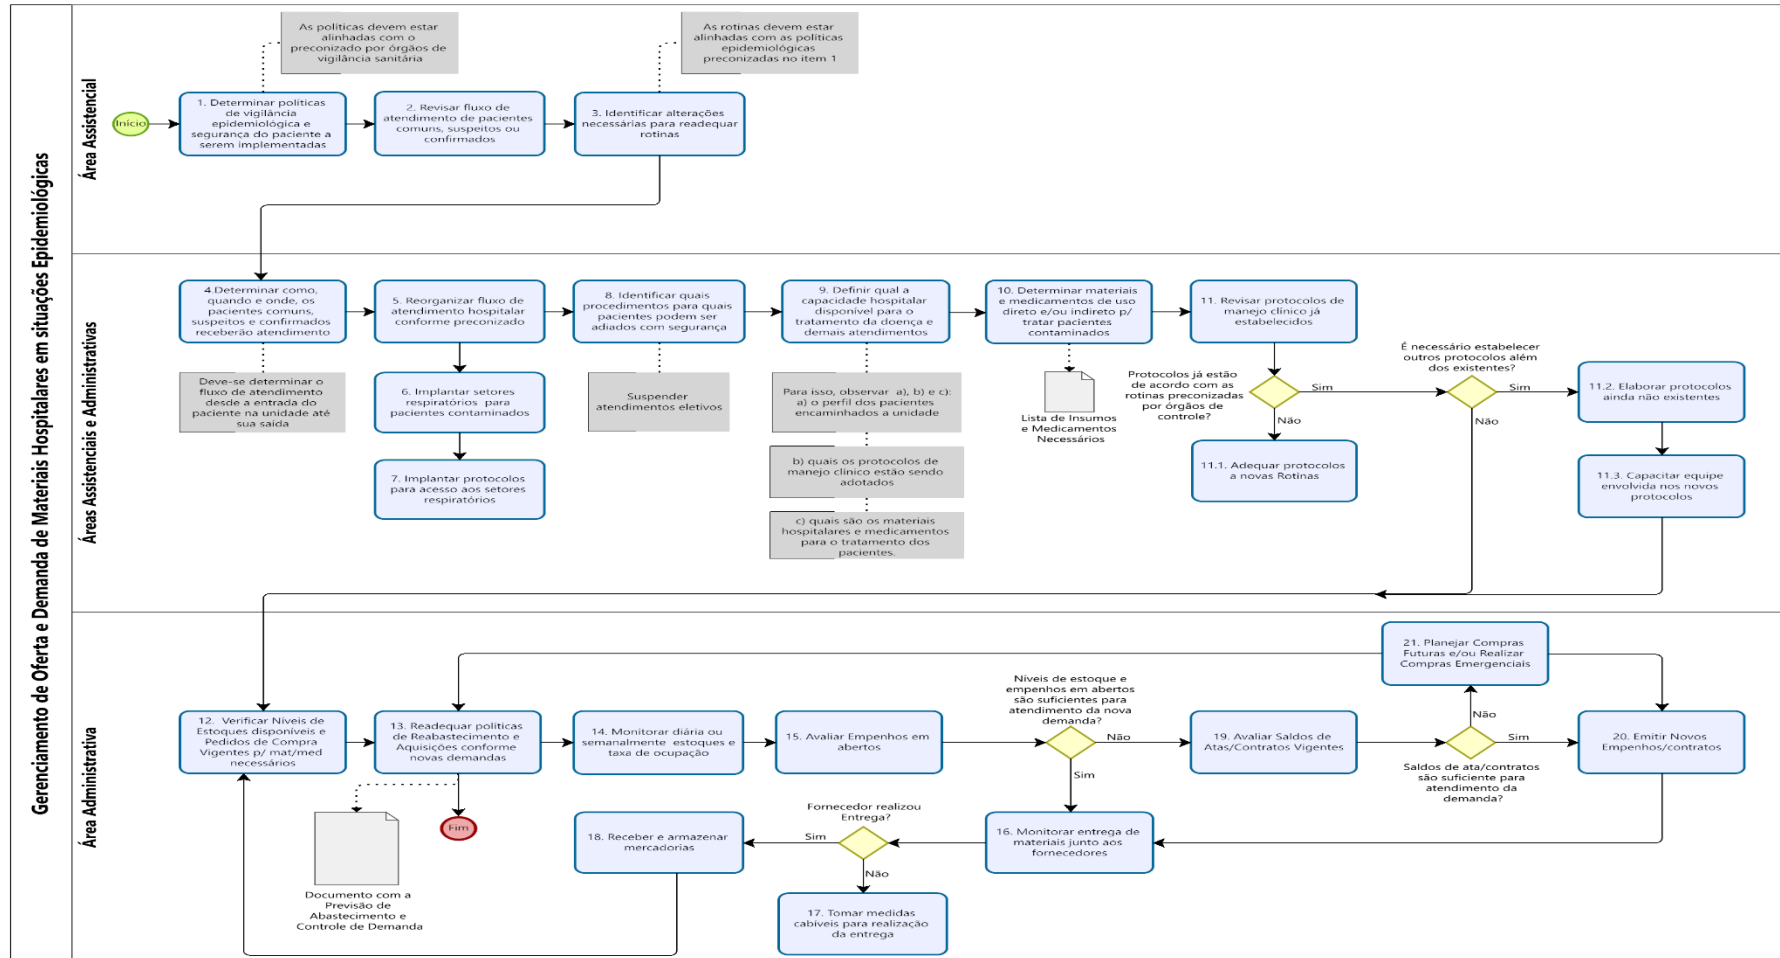 Gerenciamento de Oferta e Demanda de Materiais Hospitalares em situações Epidemiológicas
Área Assistencial
As políticas devem estar
alinhadas com o
preconizado por órgãos de
vigilância sanitária
As rotinas devem estar
alinhadas com as políticas
epidemiológicas
preconizadas no item 1
Início
1. Determinar políticas
de vigilância
epidemiológica e
segurança do paciente a
serem implementadas
2. Revisar fluxo de
atendimento de pacientes
comuns, suspeitos ou
confirmados
3. Identificar alterações
necessárias para readequar
rotinas
Áreas Assistenciais e Administrativas
4.Determinar como,
quando e onde, os
pacientes comuns,
suspeitos e confirmados
receberão atendimento
5. Reorganizar fluxo de
atendimento hospitalar
conforme preconizado
8. Identificar quais
procedimentos para quais
pacientes podem ser
adiados com segurança
9. Definir qual a
capacidade hospitalar
disponível para o
tratamento da doença e
demais atendimentos
10. Determinar materiais
e medicamentos de uso
direto e/ou indireto p/
tratar pacientes
contaminados
11. Revisar protocolos de
manejo clínico já
estabelecidos
É necessário estabelecer
outros protocolos além
dos existentes?
Deve-se determinar o
fluxo de atendimento
desde a entrada do
paciente na unidade até
sua saída
6. Implantar setores
respiratórios para
pacientes contaminados
Suspender
atendimentos eletivos
Para isso, observar a), b) e c):
a) o perfil dos pacientes
encaminhados a unidade
Lista de Insumos
e Medicamentos
Necessários
Protocolos já estão
de acordo com as
rotinas preconizadas
por órgãos de
controle?
Sim
Não
Sim
Não
11.2. Elaborar protocolos
ainda não existentes
7. Implantar protocolos
para acesso aos setores
respiratórios
b) quais os protocolos de
manejo clínico estão sendo
adotados
11.1. Adequar protocolos
a novas Rotinas
11.3. Capacitar equipe
envolvida nos novos
protocolos
c) quais são os materiais
hospitalares e medicamentos
para o tratamento dos
pacientes.
Área Administrativa
21. Planejar Compras
Futuras e/ou Realizar
Compras Emergenciais
Níveis de estoque e
empenhos em abertos
são suficientes para
atendimento da nova
demanda?
12. Verificar Níveis de
Estoques disponíveis e
Pedidos de Compra
Vigentes p/ mat/med
necessários
13. Readequar políticas
de Reabastecimento e
Aquisições conforme
novas demandas
14. Monitorar diária ou
semanalmente estoques e
taxa de ocupação
15. Avaliar Empenhos em
abertos
Não
Sim
19. Avaliar Saldos de
Atas/Contratos Vigentes
Não
Sim
Saldos de ata/contratos
são suficiente para
atendimento da
demanda?
20. Emitir Novos
Empenhos/contratos
Fim
Documento com a
Previsão de
Abastecimento e
Controle de Demanda
18. Receber e armazenar
mercadorias
Fornecedor realizou
Entrega?
Sim
Não
16. Monitorar entrega de
materiais junto aos
fornecedores
17. Tomar medidas
cabíveis para realização
da entrega